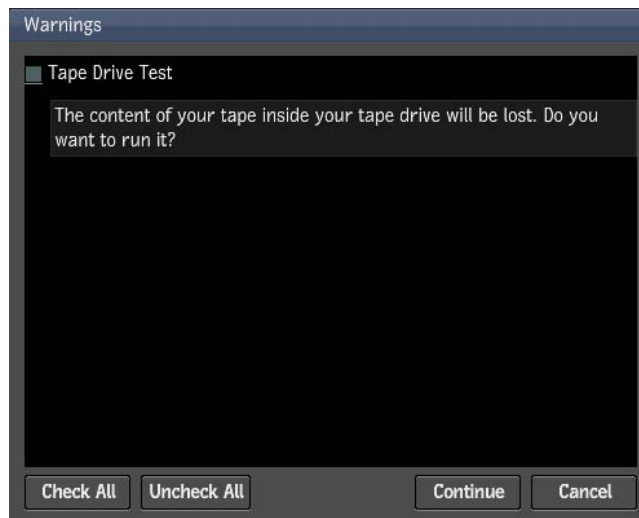 Warnings
Tape Drive Test
The content of your tape inside your tape drive will be lost. Do you
want to run it?
Check All Uncheck All Continue Cancel